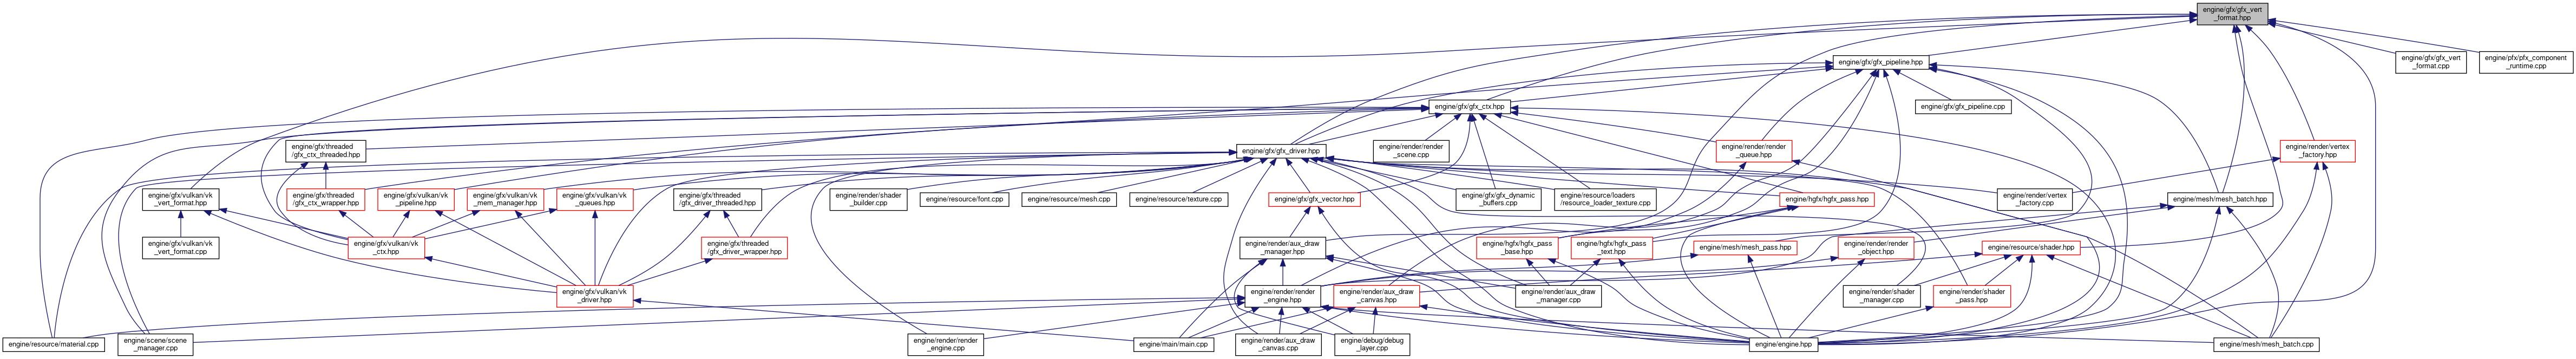 engine/gfx/gfx_vert
_format.hpp
engine/gfx/gfx_pipeline.hpp
engine/gfx/gfx_vert
_format.cpp
engine/pfx/pfx_component
_runtime.cpp
engine/gfx/gfx_ctx.hpp
engine/gfx/gfx_pipeline.cpp
engine/gfx/threaded
/gfx_ctx_threaded.hpp
engine/gfx/gfx_driver.hpp
engine/render/render
_scene.cpp
engine/render/render
_queue.hpp
engine/render/vertex
_factory.hpp
engine/gfx/vulkan/vk
_vert_format.hpp
engine/gfx/threaded
/gfx_ctx_wrapper.hpp
engine/gfx/vulkan/vk
_pipeline.hpp
engine/gfx/vulkan/vk
_mem_manager.hpp
engine/gfx/vulkan/vk
_queues.hpp
engine/gfx/threaded
/gfx_driver_threaded.hpp
engine/render/shader
_builder.cpp
engine/resource/font.cpp
engine/resource/mesh.cpp
engine/resource/texture.cpp
engine/gfx/gfx_vector.hpp
engine/gfx/gfx_dynamic
_buffers.cpp
engine/resource/loaders
/resource_loader_texture.cpp
engine/hgfx/hgfx_pass.hpp
engine/render/vertex
_factory.cpp
engine/mesh/mesh_batch.hpp
engine/gfx/vulkan/vk
_vert_format.cpp
engine/gfx/vulkan/vk
_ctx.hpp
engine/gfx/threaded
/gfx_driver_wrapper.hpp
engine/render/aux_draw
_manager.hpp
engine/hgfx/hgfx_pass
_base.hpp
engine/hgfx/hgfx_pass
_text.hpp
engine/mesh/mesh_pass.hpp
engine/render/render
_object.hpp
engine/resource/shader.hpp
engine/gfx/vulkan/vk
_driver.hpp
engine/render/render
_engine.hpp
engine/render/aux_draw
_canvas.hpp
engine/render/aux_draw
_manager.cpp
engine/render/shader
_manager.cpp
engine/render/shader
_pass.hpp
engine/resource/material.cpp
engine/scene/scene
_manager.cpp
engine/render/render
_engine.cpp
engine/main/main.cpp
engine/render/aux_draw
_canvas.cpp
engine/debug/debug
_layer.cpp
engine/engine.hpp
engine/mesh/mesh_batch.cpp